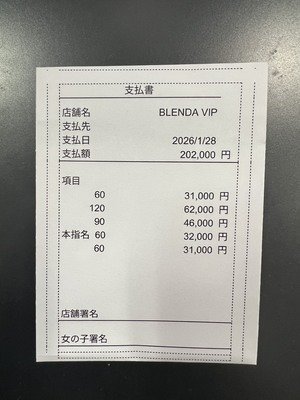 支払書
店舗名 BLENDA VIP
支払先
支払日 2026/1/28
支払額 202,000 円
項目
60 31,000 円
120 62,000 円
90 46,000 円
本指名 60 32,000 円
60 31,000 円
店舗署名
女の子署名